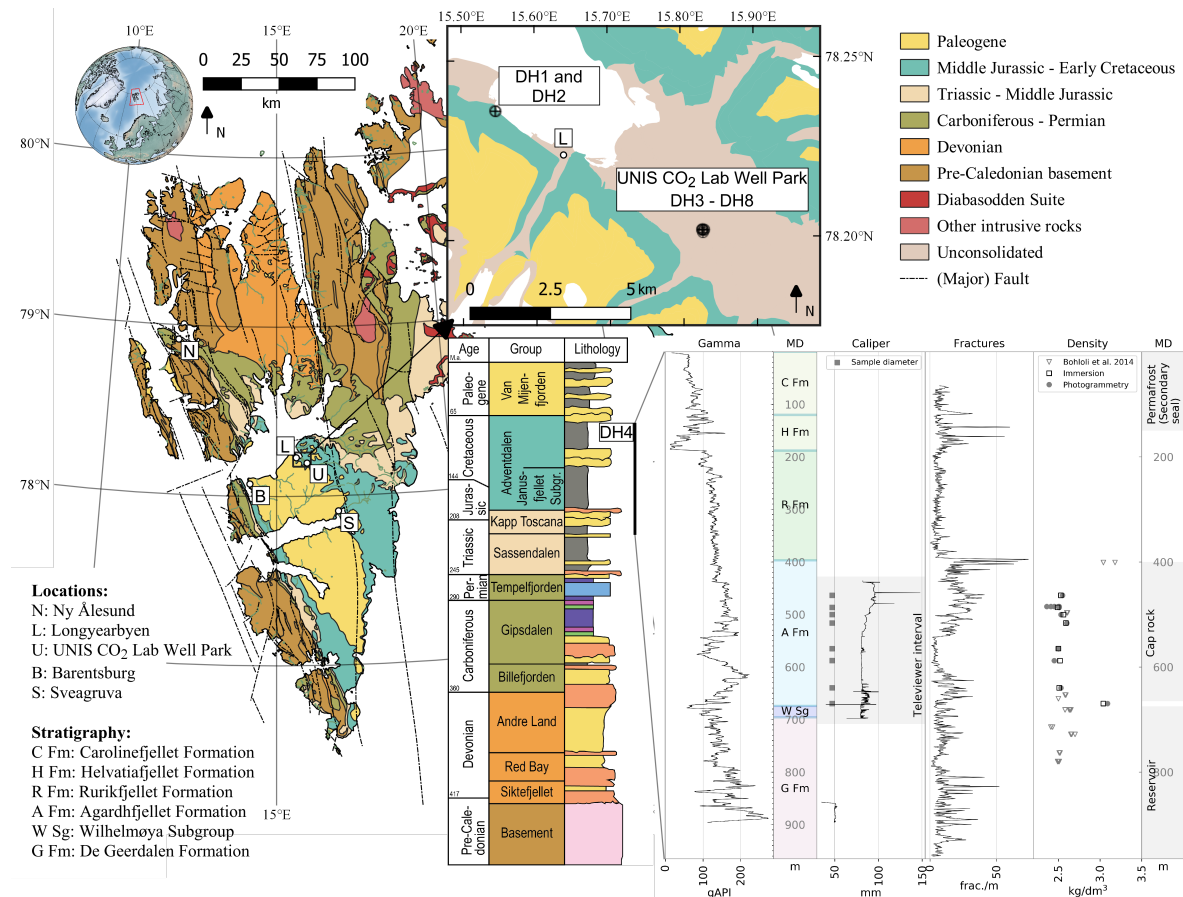 10°E
15°E
20°E
0
25
50
75
100
km
N
80°N
79°N
78°N
15°E
N
L
U
B
S
15.50°E
15.60°E
15.70°E
15.80°E
15.90°E
78.25°N
78.20°N
DH1 and
DH2
L
UNIS CO2 Lab Well Park
DH3 - DH8
0
2.5
5 km
N
Paleogene
Middle Jurassic - Early Cretaceous
Triassic - Middle Jurassic
Carboniferous - Permian
Devonian
Pre-Caledonian basement
Diabasodden Suite
Other intrusive rocks
Unconsolidated
(Major) Fault
Locations:
N: Ny Ålesund
L: Longyearbyen
U: UNIS CO2 Lab Well Park
B: Barentsburg
S: Sveagruva
Stratigraphy:
C Fm: Carolinefjellet Formation
H Fm: Helvatiafjellet Formation
R Fm: Rurikfjellet Formation
A Fm: Agardhfjellet Formation
W Sg: Wilhelmøya Subgroup
G Fm: De Geerdalen Formation
Age
Group
Lithology
M.a.
Paleo-
gene
Van
Mijen-
fjorden
65
Cretaceous
Adventdalen
Janus-
fjellet
Subgr.
144
Juras-
sic
208
Kapp Toscana
Triassic
Sassendalen
245
Per-
mian
Tempelfjorden
290
Carboniferous
Gipsdalen
Billefjorden
360
Devonian
Andre Land
Red Bay
Siktefjellet
417
Pre-Cale-
donian
Basement
DH4
Gamma
MD
Caliper
Fractures
Density
MD
Sample diameter
Bohloli et al. 2014
Immersion
Photogrammetry
C Fm
100
H Fm
200
R Fm
300
400
500
A Fm
600
W Sg
700
800
G Fm
900
Televiewer interval
Permafrost
(Secondary
seal)
200
400
Cap rock
600
Reservoir
800
0
100
200
gAPI
m
50
100
150
mm
0
50
frac./m
2.5
3.0
3.5
kg/dm3
m